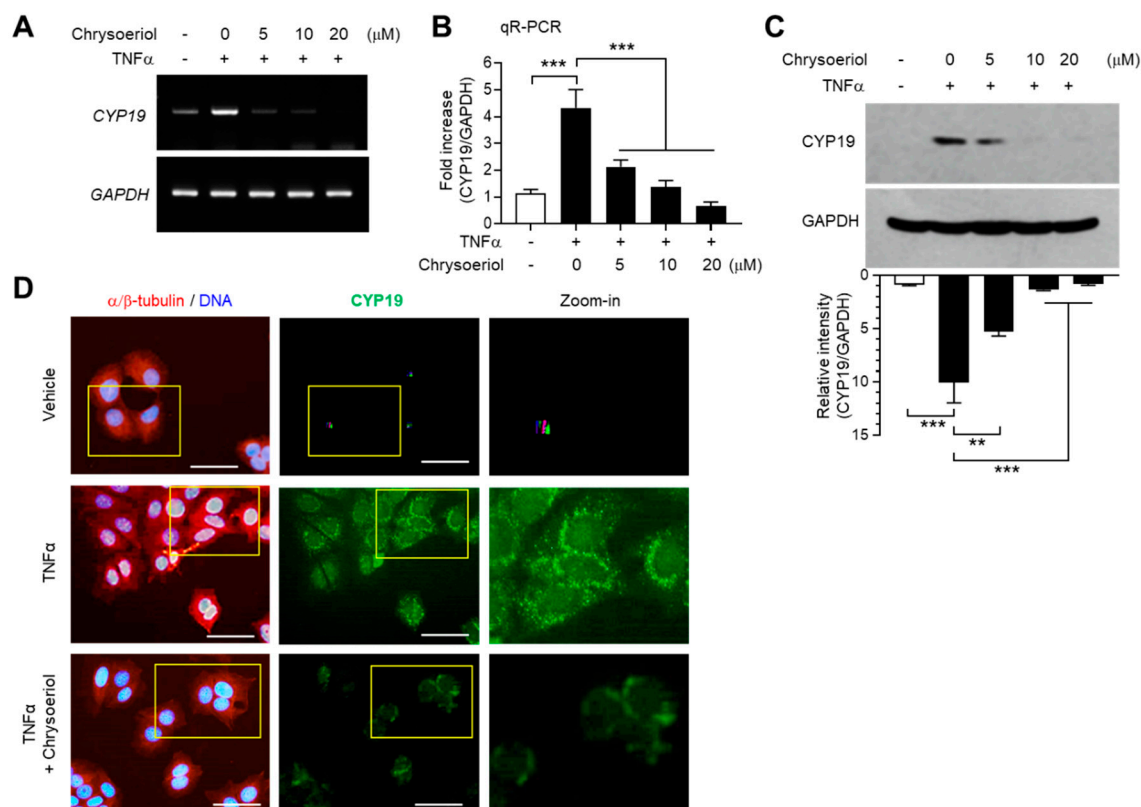 A
Chrysoeriol - 0 5 10 20 (μM)
TNFα - + + + +
CYP19
GAPDH
B
qR-PCR
***
***
Fold increase
(CYP19/GAPDH)
6
5
4
3
2
1
0
TNFα - + + + +
Chrysoeriol - 0 5 10 20 (μM)
C
Chrysoeriol - 0 5 10 20 (μM)
TNFα - + + + +
CYP19
GAPDH
Relative intensity
(CYP19/GAPDH)
0
5
10
15
***
**
***
D
α/β-tubulin / DNA
CYP19
Zoom-in
Vehicle
TNFα
TNFα
+ Chrysoeriol